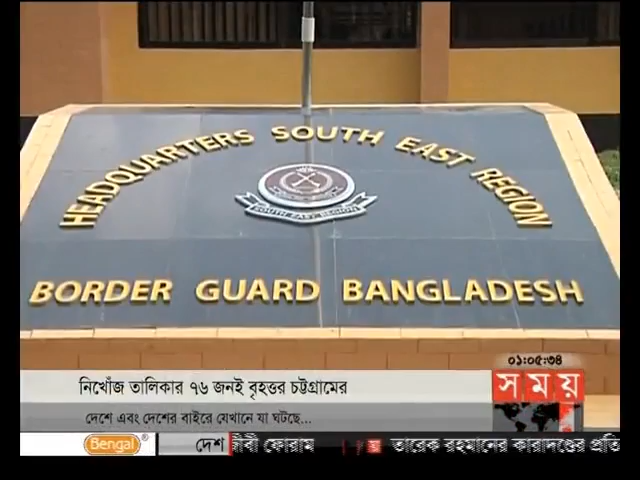 HEADQUARTERS SOUTH EAST REGION
SOUTH EAST REGION
BORDER GUARD BANGLADESH
০১:০৫:৩৪
নিখোঁজ তালিকার ৭৬ জনই বৃহত্তর চট্টগ্রামের
সময়
দেশে এবং দেশের বাইরে যেখানে যা ঘটছে...
Bengal® দেশ জীবী ফোরাম তারেক রহমানের কারাদণ্ডের প্রতি